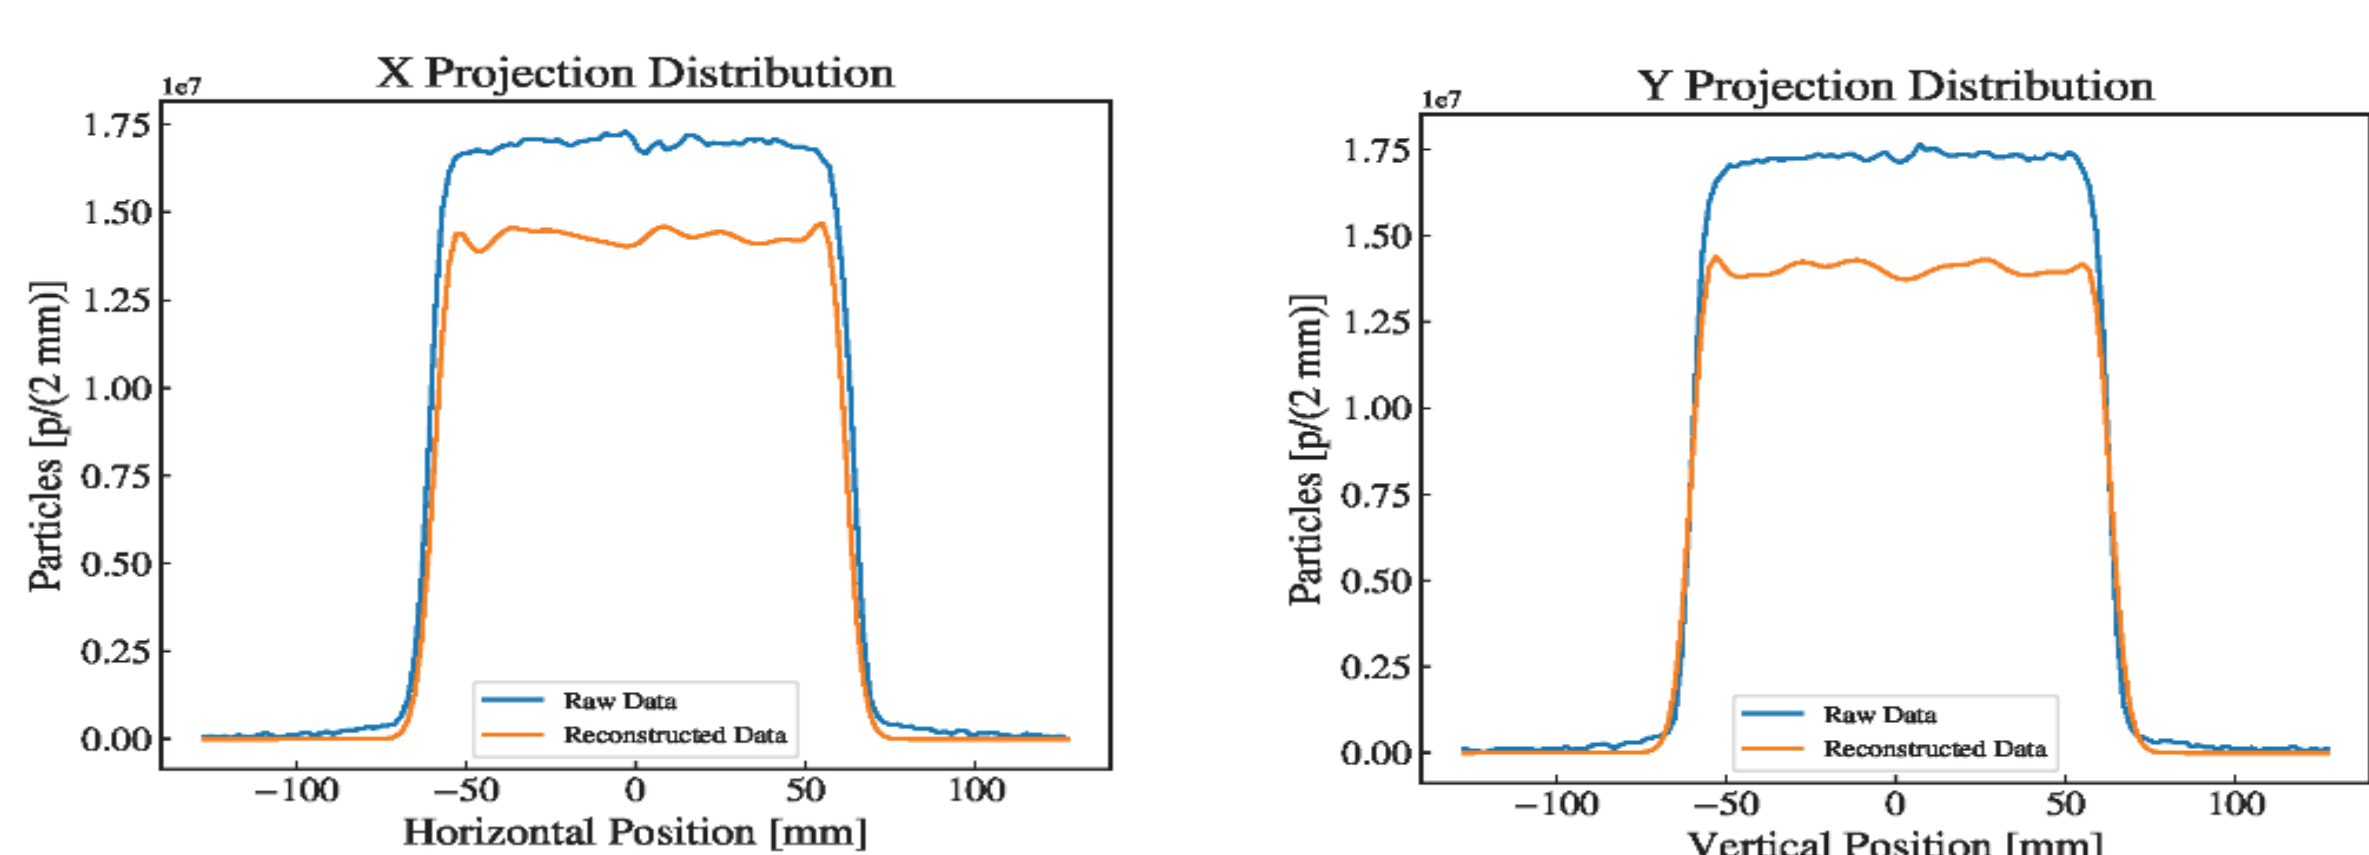 X Projection Distribution
1e7
1.75
1.50
1.25
1.00
0.75
0.50
0.25
0.00
Particles [p/(2 mm)]
Raw Data
Reconstructed Data
−100 −50 0 50 100
Horizontal Position [mm]
Y Projection Distribution
1e7
1.75
1.50
1.25
1.00
0.75
0.50
0.25
0.00
Particles [p/(2 mm)]
Raw Data
Reconstructed Data
−100 −50 0 50 100
Vertical Position [mm]